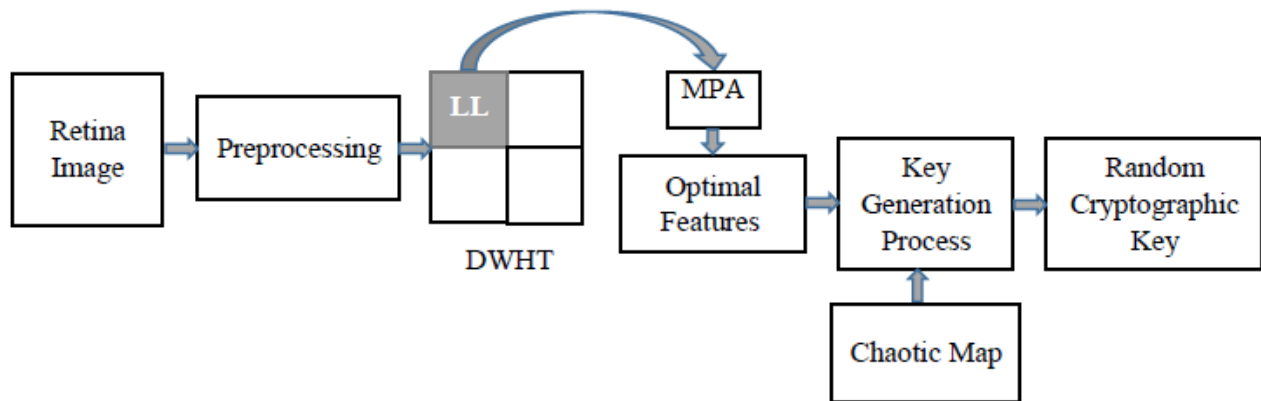 Retina
Image
Preprocessing
LL
DWHT
MPA
Optimal
Features
Key
Generation
Process
Random
Cryptographic
Key
Chaotic Map